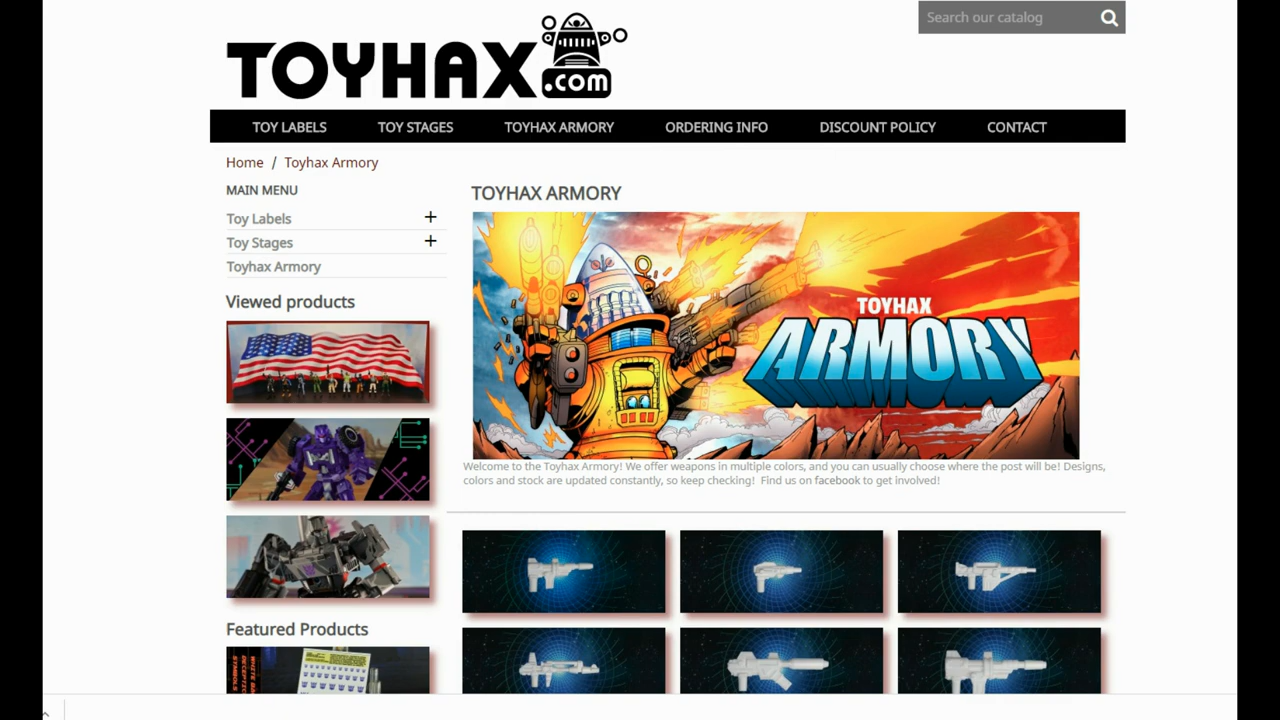 Search our catalog
TOYHAX.com
TOY LABELS TOY STAGES TOYHAX ARMORY ORDERING INFO DISCOUNT POLICY CONTACT
Home / Toyhax Armory
MAIN MENU
Toy Labels +
Toy Stages +
Toyhax Armory
Viewed products
Featured Products
TOYHAX ARMORY
TOYHAX
ARMORY
Welcome to the Toyhax Armory! We offer weapons in multiple colors, and you can usually choose where the post will be! Designs,
colors and stock are updated constantly, so keep checking! Find us on facebook to get involved!